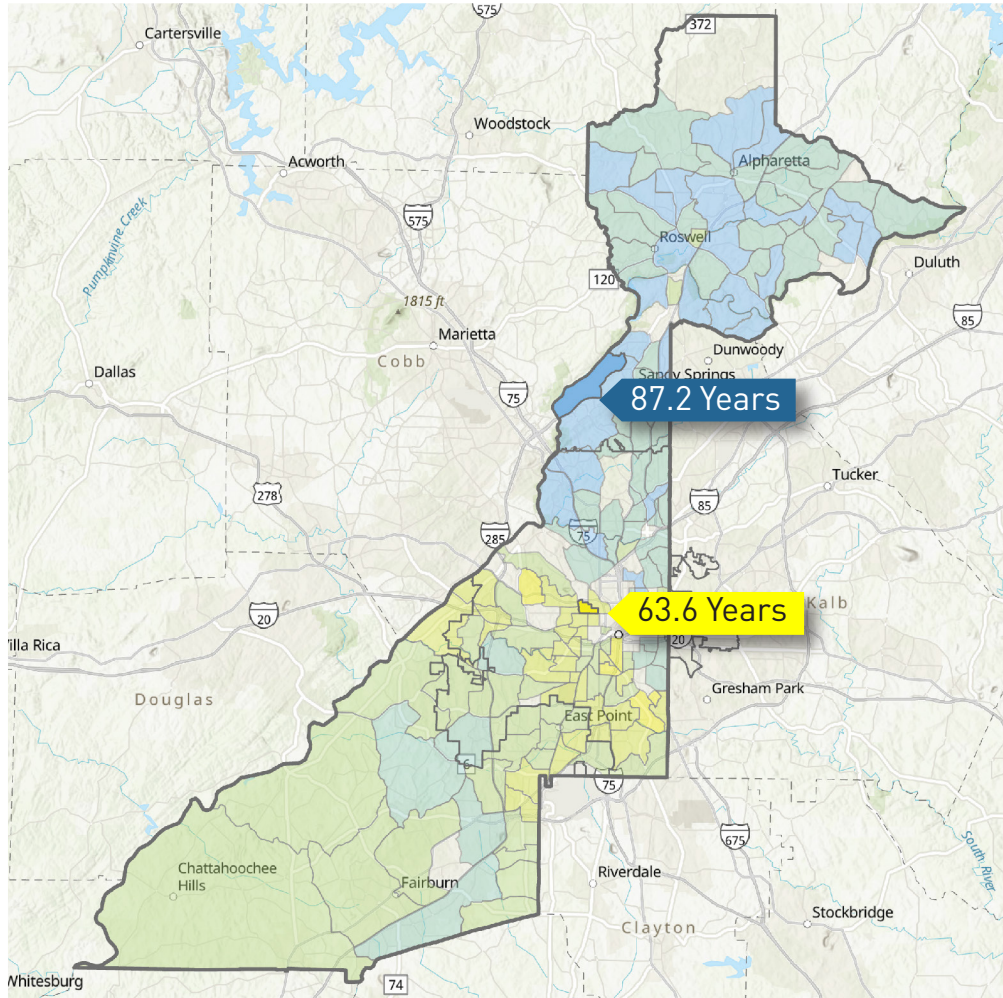 575
372
Cartersville
Woodstock
Acworth
Alpharetta
Pumpkinvine Creek
575
Roswell
Duluth
120
1815 ft
85
Marietta
Dunwoody
Cobb
Sandy Springs
Dallas
75
87.2 Years
Tucker
278
85
75
285
63.6 Years
Kalb
20
20
illa Rica
Gresham Park
Douglas
East Point
6
75
675
South River
Chattahoochee
Hills
Fairburn
Riverdale
Stockbridge
Clayton
Whitesburg
74